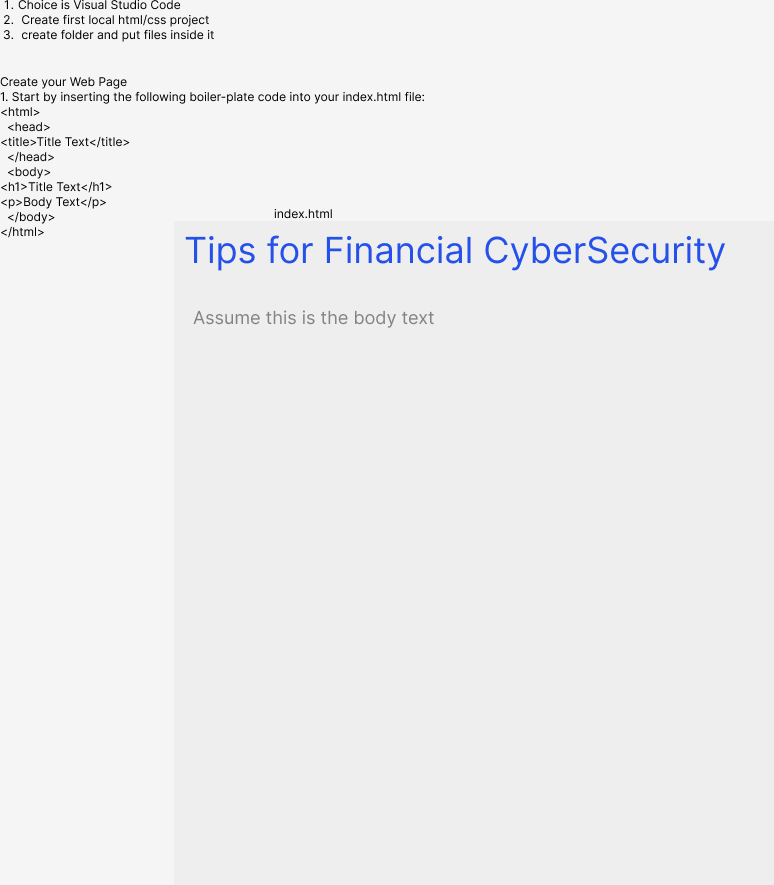 1. Choice is Visual Studio Code
2. Create first local html/css project
3. create folder and put files inside it
Create your Web Page
1. Start by inserting the following boiler-plate code into your index.html file:
<html>
<head>
<title>Title Text</title>
</head>
<body>
<h1>Title Text</h1>
<p>Body Text</p>
</body>
</html>
index.html
Tips for Financial CyberSecurity
Assume this is the body text